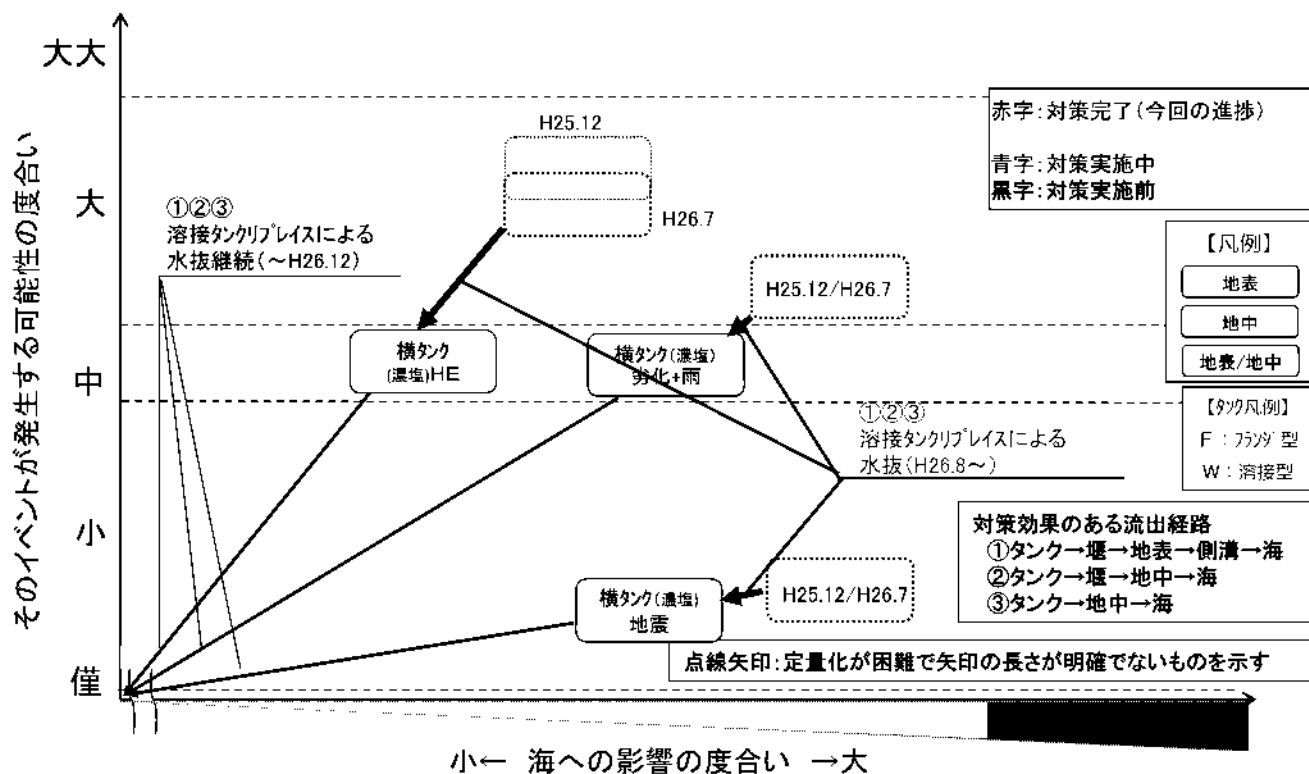 そのイベントが発生する可能性の度合い
大大
大
中
小
僅
H25.12
H26.7
①②③
溶接タンクリプレイスによる
水抜継続(～H26.12)
H25.12/H26.7
横タンク
(濃塩)HE
横タンク(濃塩)
劣化+雨
①②③
溶接タンクリプレイスによる
水抜(H26.8～)
横タンク(濃塩)
地震
H25.12/H26.7
赤字:対策完了(今回の進捗)
青字:対策実施中
黒字:対策実施前
【凡例】
地表
地中
地表/地中
【タンク凡例】
F:フランジ型
W:溶接型
対策効果のある流出経路
①タンク→堰→地表→側溝→海
②タンク→堰→地中→海
③タンク→地中→海
点線矢印:定量化が困難で矢印の長さが明確でないものを示す
小← 海への影響の度合い →大